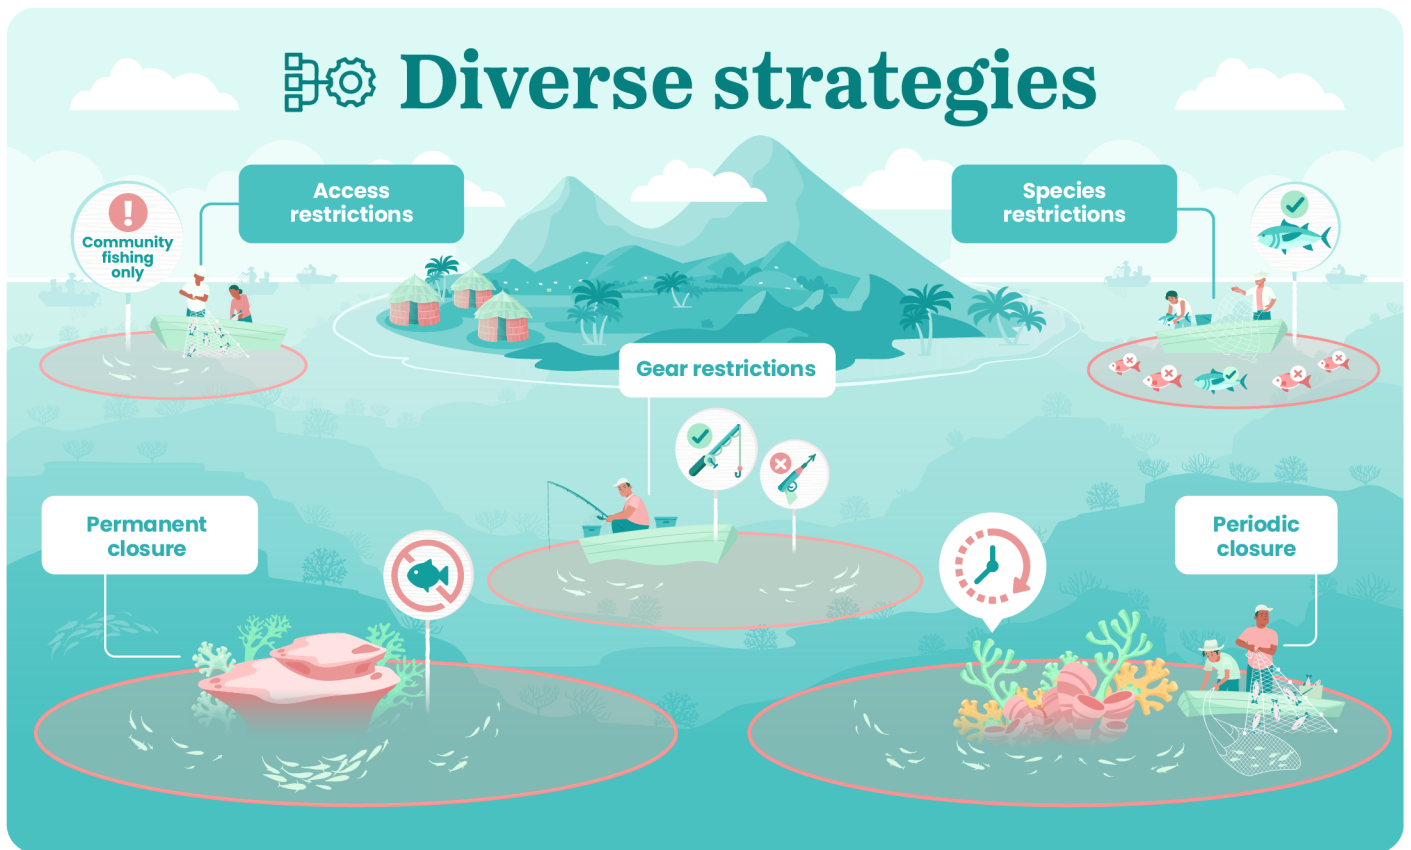 Diverse strategies
Access
restrictions
Species
restrictions
Community
fishing
only
Gear restrictions
Permanent
closure
Periodic
closure